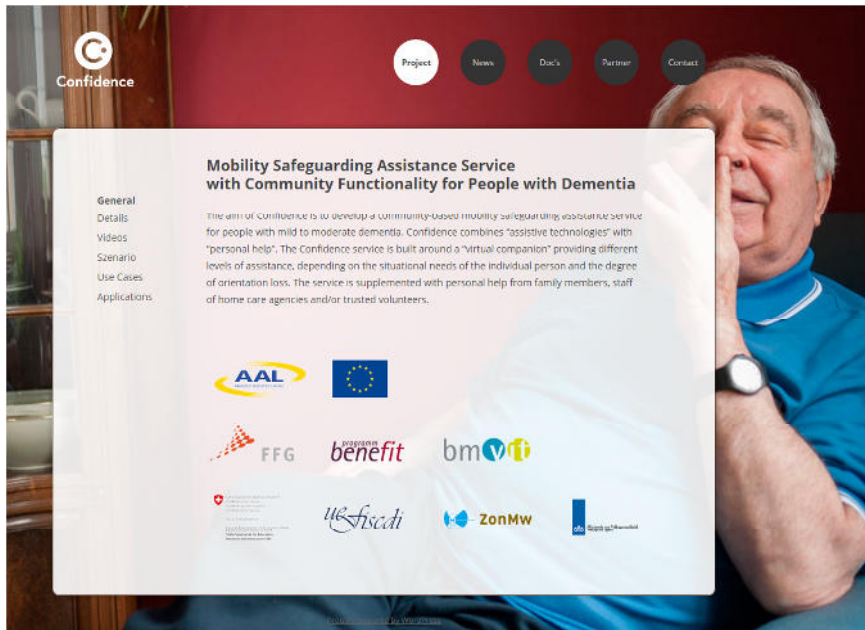 Confidence
Project
News
Doc's
Partner
Contact
Mobility Safeguarding Assistance Service
with Community Functionality for People with Dementia
General
Details
Videos
Szenario
Use Cases
Applications
The aim of Confidence is to develop a community-based mobility safeguarding assistance service
for people with mild to moderate dementia. Confidence combines "assistive technologies" with
"personal help". The Confidence service is built around a "virtual companion" providing different
levels of assistance, depending on the situational needs of the individual person and the degree
of orientation loss. The service is supplemented with personal help from family members, staff
of home care agencies and/or trusted volunteers.
AAL
FFG
programm
benefit
bmvit
uefiscdi
ZonMw